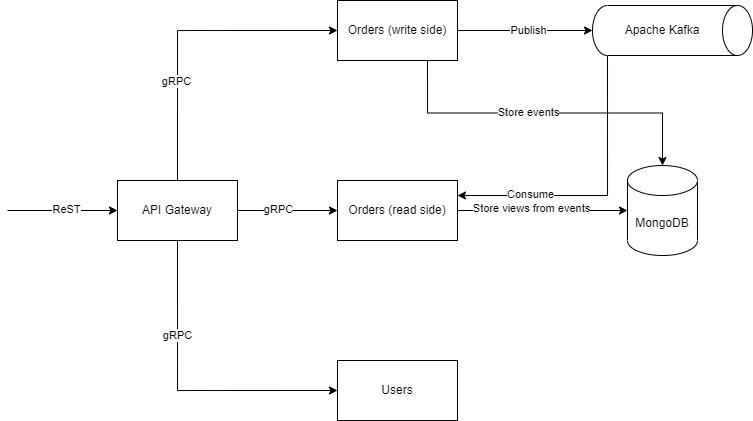 Orders (write side)
Publish
Apache Kafka
gRPC
Store events
Consume
ReST
API Gateway
gRPC
Orders (read side)
Store views from events
MongoDB
gRPC
Users